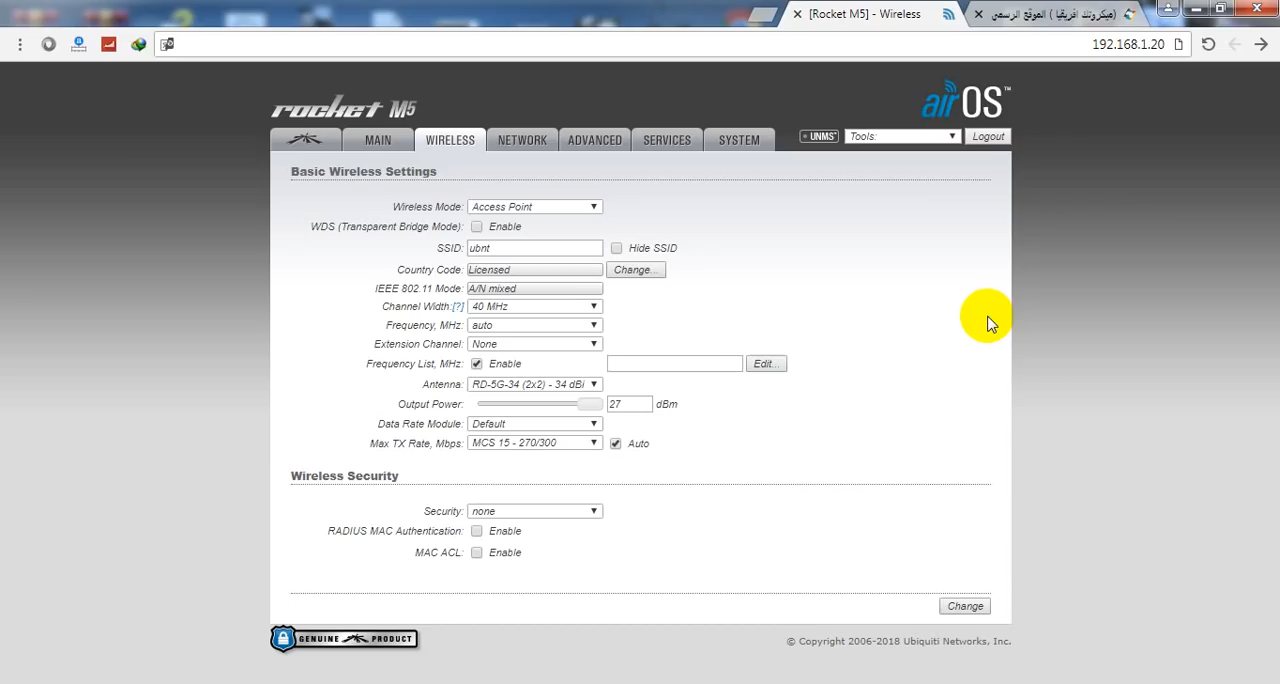 [Rocket M5] - Wireless
(ميكروتك افريقيا ) الموقع الرسمي
192.168.1.20
rocket M5
airOS™
MAIN WIRELESS NETWORK ADVANCED SERVICES SYSTEM
UNMS™ Tools: Logout
Basic Wireless Settings
Wireless Mode: Access Point
WDS (Transparent Bridge Mode): Enable
SSID: ubnt Hide SSID
Country Code: Licensed Change...
IEEE 802.11 Mode: A/N mixed
Channel Width:[?] 40 MHz
Frequency, MHz: auto
Extension Channel: None
Frequency List, MHz: Enable Edit...
Antenna: RD-5G-34 (2x2) - 34 dBi
Output Power: 27 dBm
Data Rate Module: Default
Max TX Rate, Mbps: MCS 15 - 270/300 Auto
Wireless Security
Security: none
RADIUS MAC Authentication: Enable
MAC ACL: Enable
Change
GENUINE PRODUCT
© Copyright 2006-2018 Ubiquiti Networks, Inc.